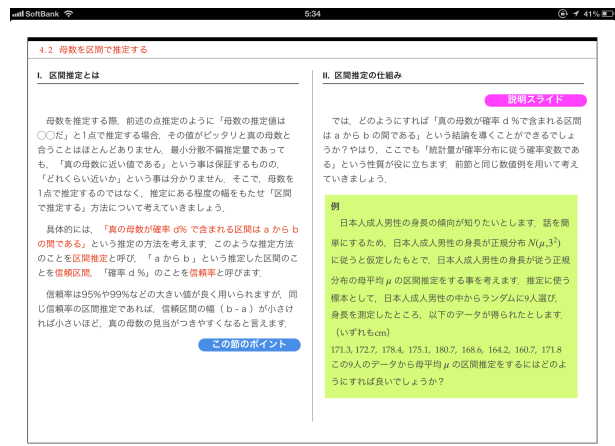 SoftBank
5:34
41%
4.2 母数を区間で推定する
I. 区間推定とは
母数を推定する際，前述の点推定のように「母数の推定値は
○○だ」と1点で推定する場合，その値がピッタリと真の母数と
合うことはほとんどありません．最小分散不偏推定量であって
も，「真の母数に近い値である」という事は保証するものの，
「どれくらい近いか」という事は分かりません．そこで，母数を
1点で推定するのではなく，推定にある程度の幅をもたせ「区間
で推定する」方法について考えていきましょう．
具体的には，「真の母数が確率 d% で含まれる区間は a から b
の間である」という推定の方法を考えます．このような推定方法
のことを区間推定と呼び，「a から b 」という推定した区間のこ
とを信頼区間，「確率 d %」のことを信頼率と呼びます．
信頼率は95%や99%などの大きい値が良く用いられますが，同
じ信頼率の区間推定であれば，信頼区間の幅（ b - a ）が小さけ
れば小さいほど，真の母数の見当がつきやすくなると言えます．
この節のポイント
II. 区間推定の仕組み
説明スライド
では，どのようにすれば「真の母数が確率 d %で含まれる区間
は a から b の間である」という結論を導くことができるでしょ
うか？やはり，ここでも「統計量が確率分布に従う確率変数であ
る」という性質が役に立ちます．前節と同じ数値例を用いて考え
ていきましょう．
例
日本人成人男性の身長の傾向が知りたいとします．話を簡
単にするため，日本人成人男性の身長が正規分布 N(μ,3²)
に従うと仮定したもとで，日本人成人男性の身長が従う正規
分布の母平均 μ の区間推定をする事を考えます．推定に使う
標本として，日本人成人男性の中からランダムに9人選び，
身長を測定したところ，以下のデータが得られたとします．
（いずれもcm）
171.3, 172.7, 178.4, 175.1, 180.7, 168.6, 164.2, 160.7, 171.8
この9人のデータから母平均 μ の区間推定をするにはどのよ
うにすれば良いでしょうか？